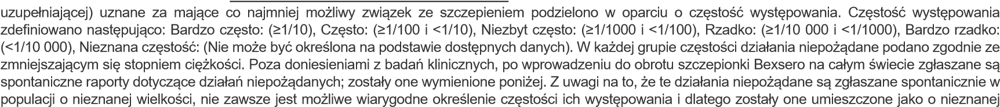 uzupełniającej) uznane za mające co najmniej możliwy związek ze szczepieniem podzielono w oparciu o częstość występowania. Częstość występowania
zdefiniowano następująco: Bardzo często: (≥1/10), Często: (≥1/100 i <1/10), Niezbyt często: (≥1/1000 i <1/100), Rzadko: (≥1/10 000 i <1/1000), Bardzo rzadko:
(<1/10 000), Nieznana częstość: (Nie może być określona na podstawie dostępnych danych). W każdej grupie częstości działania niepożądane podano zgodnie ze
zmniejszającym się stopniem ciężkości. Poza doniesieniami z badań klinicznych, po wprowadzeniu do obrotu szczepionki Bexsero na całym świecie zgłaszane są
spontaniczne raporty dotyczące działań niepożądanych; zostały one wymienione poniżej. Z uwagi na to, że te działania niepożądane są zgłaszane spontanicznie w
populacji o nieznanej wielkości, nie zawsze jest możliwe wiarygodne określenie częstości ich występowania i dlatego zostały one umieszczone jako o nieznanej